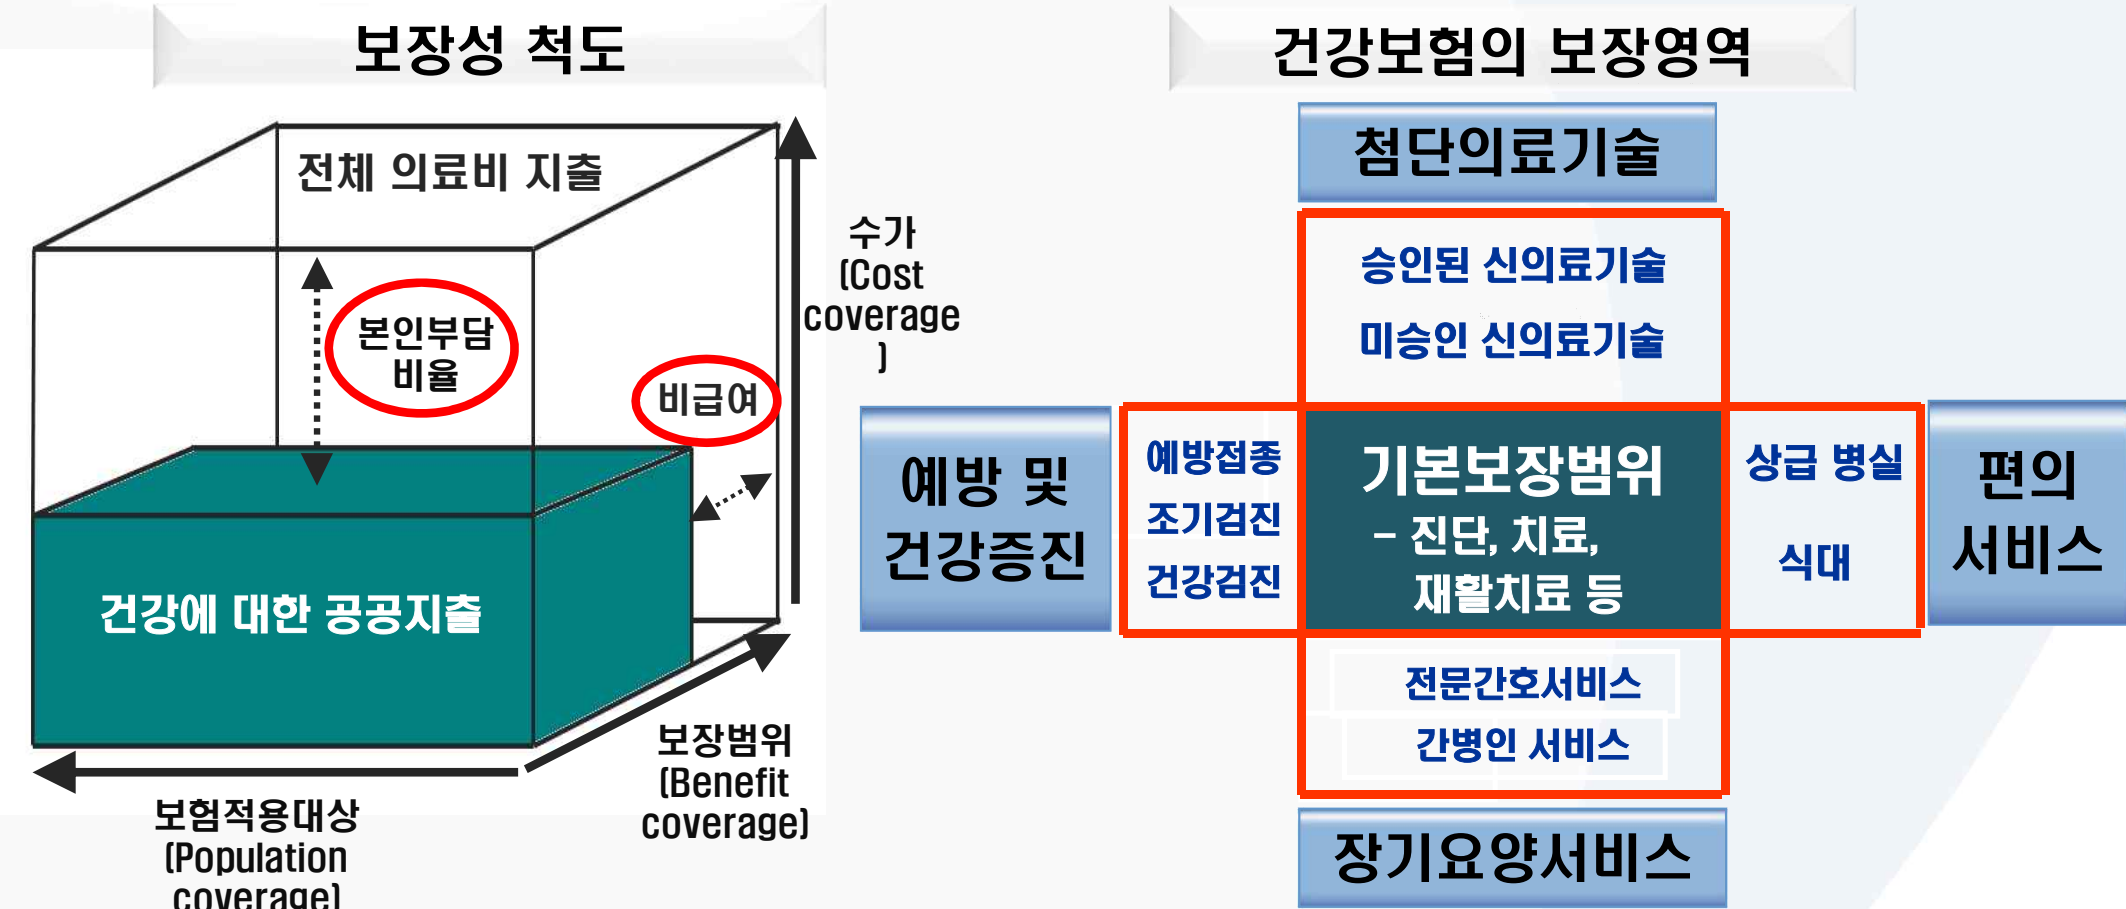 보장성 척도
전체 의료비 지출
수가
(Cost
coverage
)
본인부담
비율
비급여
건강에 대한 공공지출
보장범위
(Benefit
coverage)
보험적용대상
(Population
coverage)
건강보험의 보장영역
첨단의료기술
승인된 신의료기술
미승인 신의료기술
예방 및
건강증진
예방접종
조기검진
건강검진
기본보장범위
- 진단, 치료,
재활치료 등
상급 병실
식대
편의
서비스
전문간호서비스
간병인 서비스
장기요양서비스